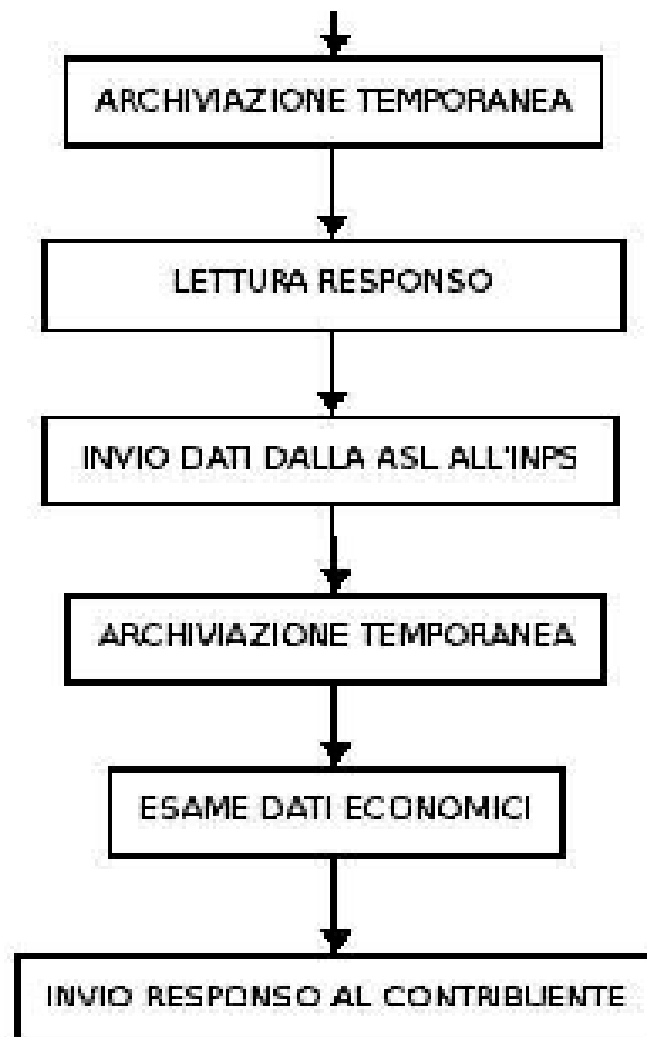 ARCHIVIAZIONE TEMPORANEA
LETTURA RESPONSO
INVIO DATI DALLA ASL ALL'INPS
ARCHIVIAZIONE TEMPORANEA
ESAME DATI ECONOMICI
INVIO RESPONSO AL CONTRIBUENTE